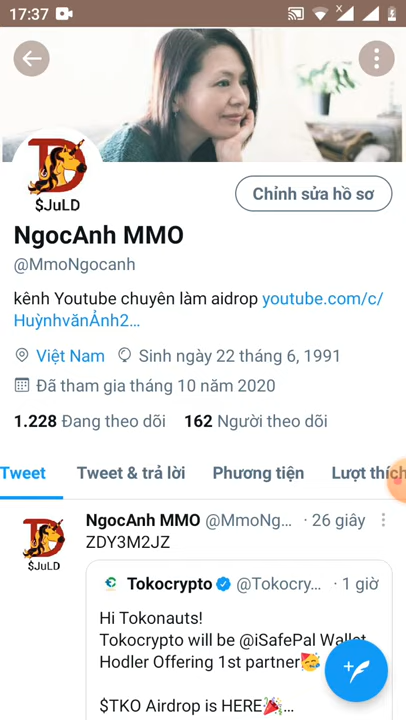 17:37
$JuLD
Chỉnh sửa hồ sơ
NgocAnh MMO
@MmoNgocanh
kênh Youtube chuyên làm aidrop youtube.com/c/
HuỳnhvănẢnh2…
Việt Nam Sinh ngày 22 tháng 6, 1991
Đã tham gia tháng 10 năm 2020
1.228 Đang theo dõi 162 Người theo dõi
Tweet Tweet & trả lời Phương tiện Lượt thích
NgocAnh MMO @MmoNg… · 26 giây
ZDY3M2JZ
$JuLD
Tokocrypto @Tokocry… · 1 giờ
Hi Tokonauts!
Tokocrypto will be @iSafePal Wallet
Hodler Offering 1st partner🥳
$TKO Airdrop is HERE🎉…